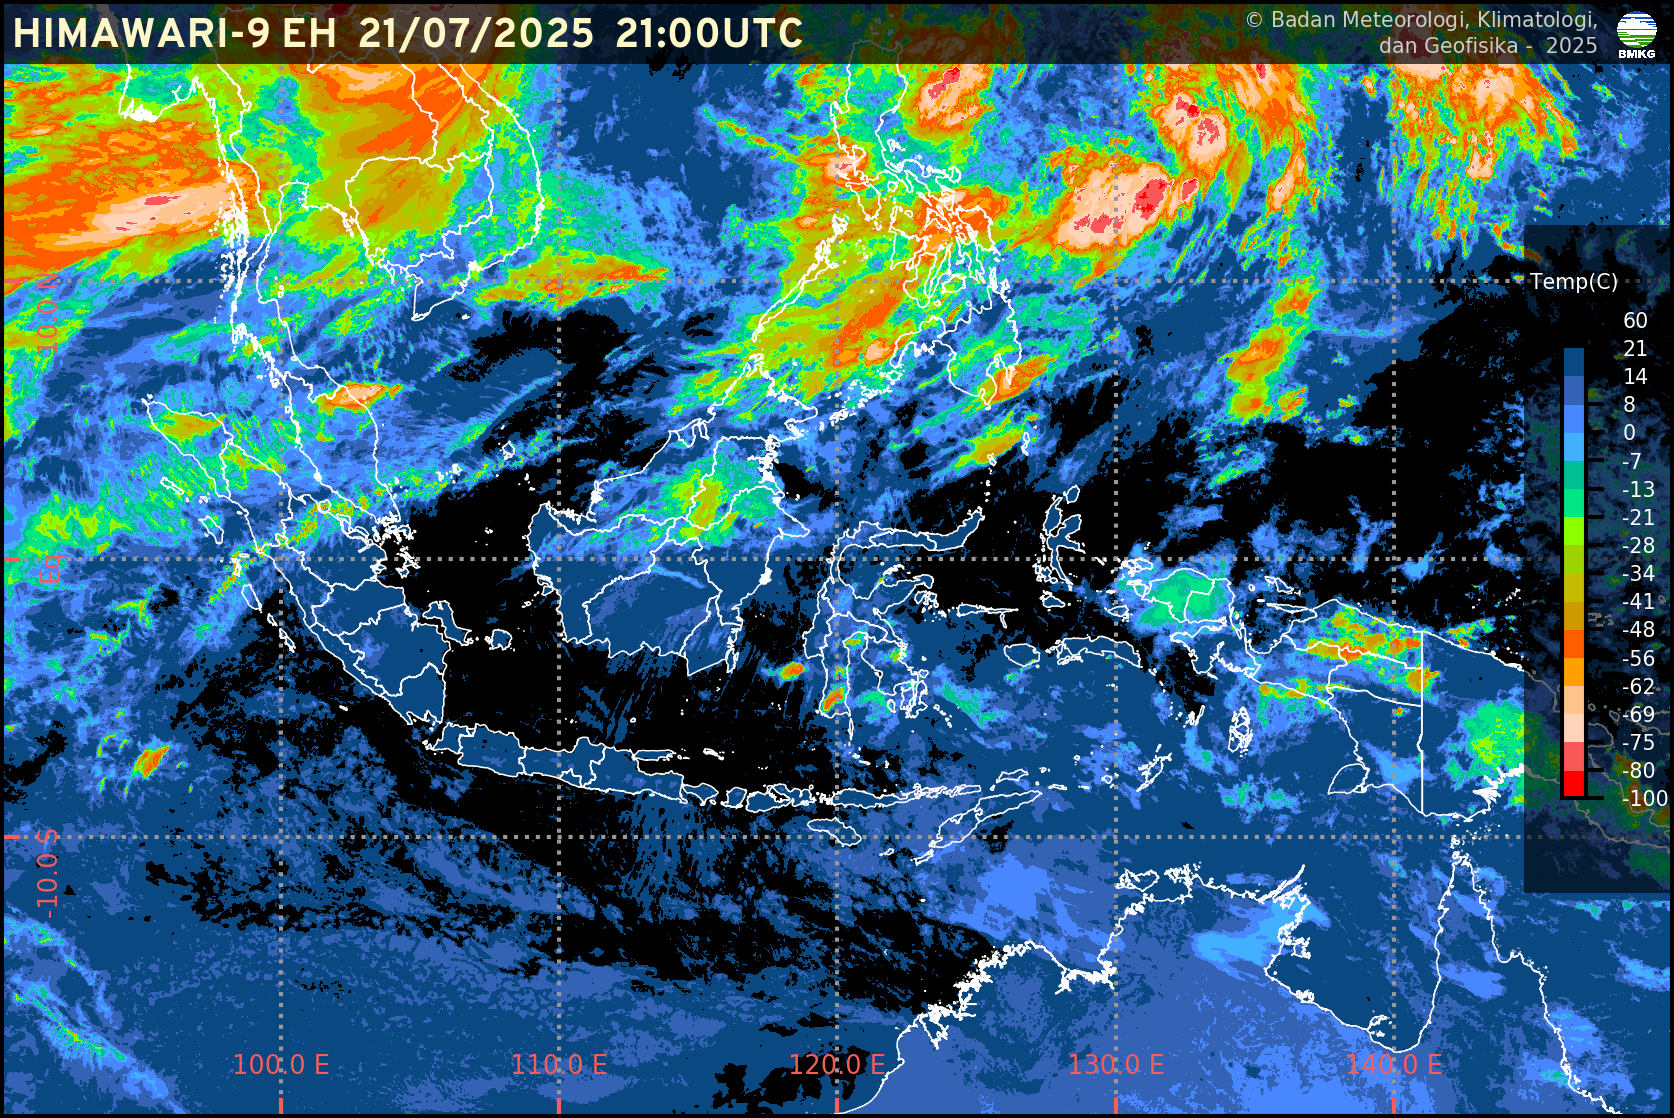 HIMAWARI-9 EH 21/07/2025 21:00UTC
© Badan Meteorologi, Klimatologi,
dan Geofisika - 2025
BMKG
Temp(C)
60
21
14
8
0
-7
-13
-21
-28
-34
-41
-48
-56
-62
-69
-75
-80
-100
10.0 N
Eq
-10.0 S
100.0 E
110.0 E
120.0 E
130.0 E
140.0 E